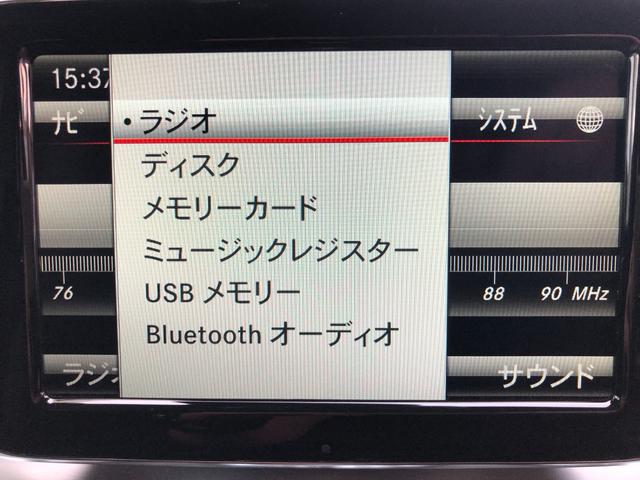 15:37
ナビ
システム
• ラジオ
ディスク
メモリーカード
ミュージックレジスター
USB メモリー
Bluetooth オーディオ
76
88
90 MHz
ラジ
サウンド